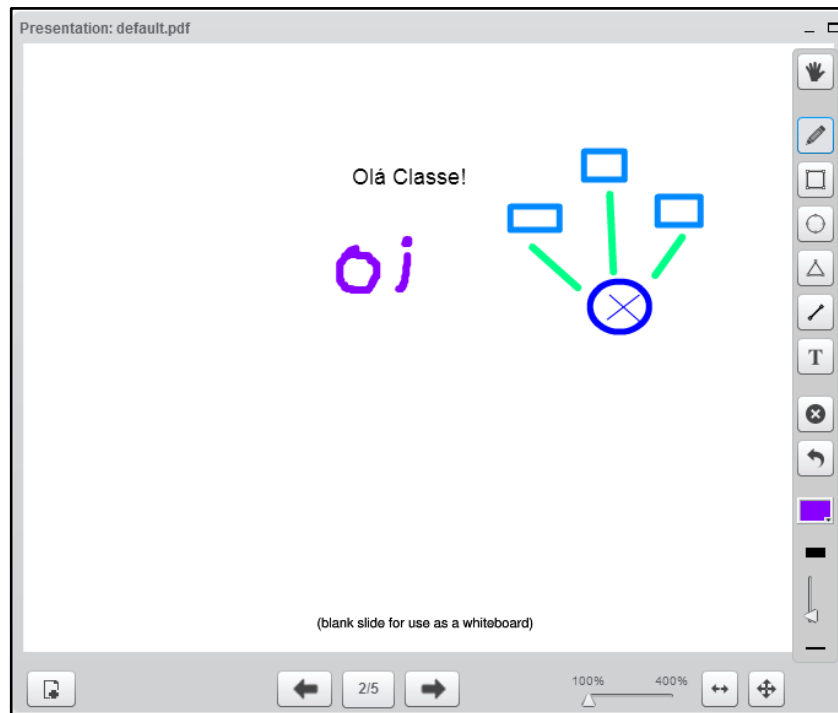 Presentation: default.pdf
Olá Classe!
oi
(blank slide for use as a whiteboard)
T
2/5
100% 400%